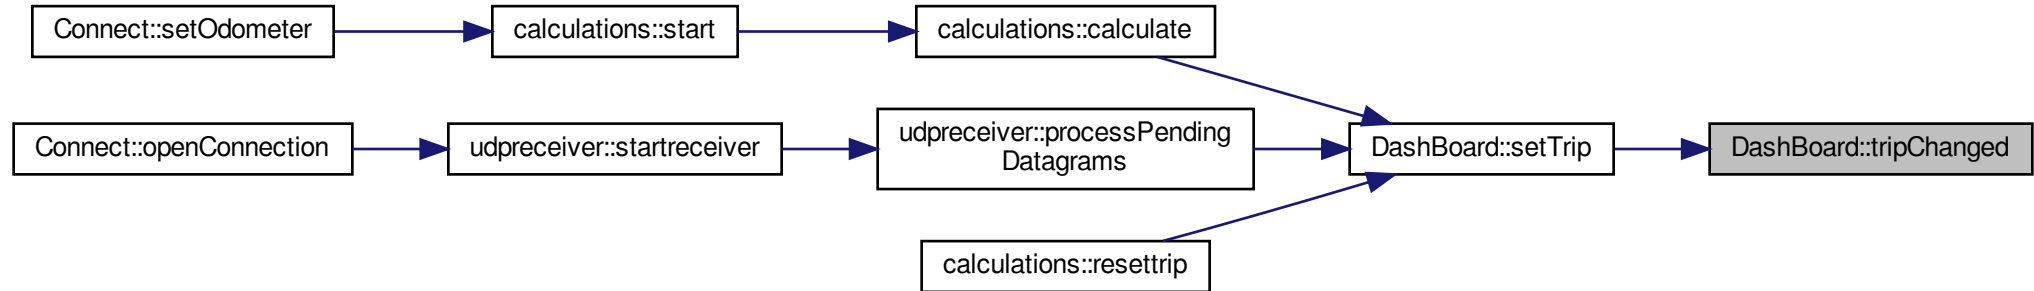 Connect::setOdometer
calculations::start
calculations::calculate
Connect::openConnection
udpreceiver::startreceiver
udpreceiver::processPending
Datagrams
DashBoard::setTrip
DashBoard::tripChanged
calculations::resettrip